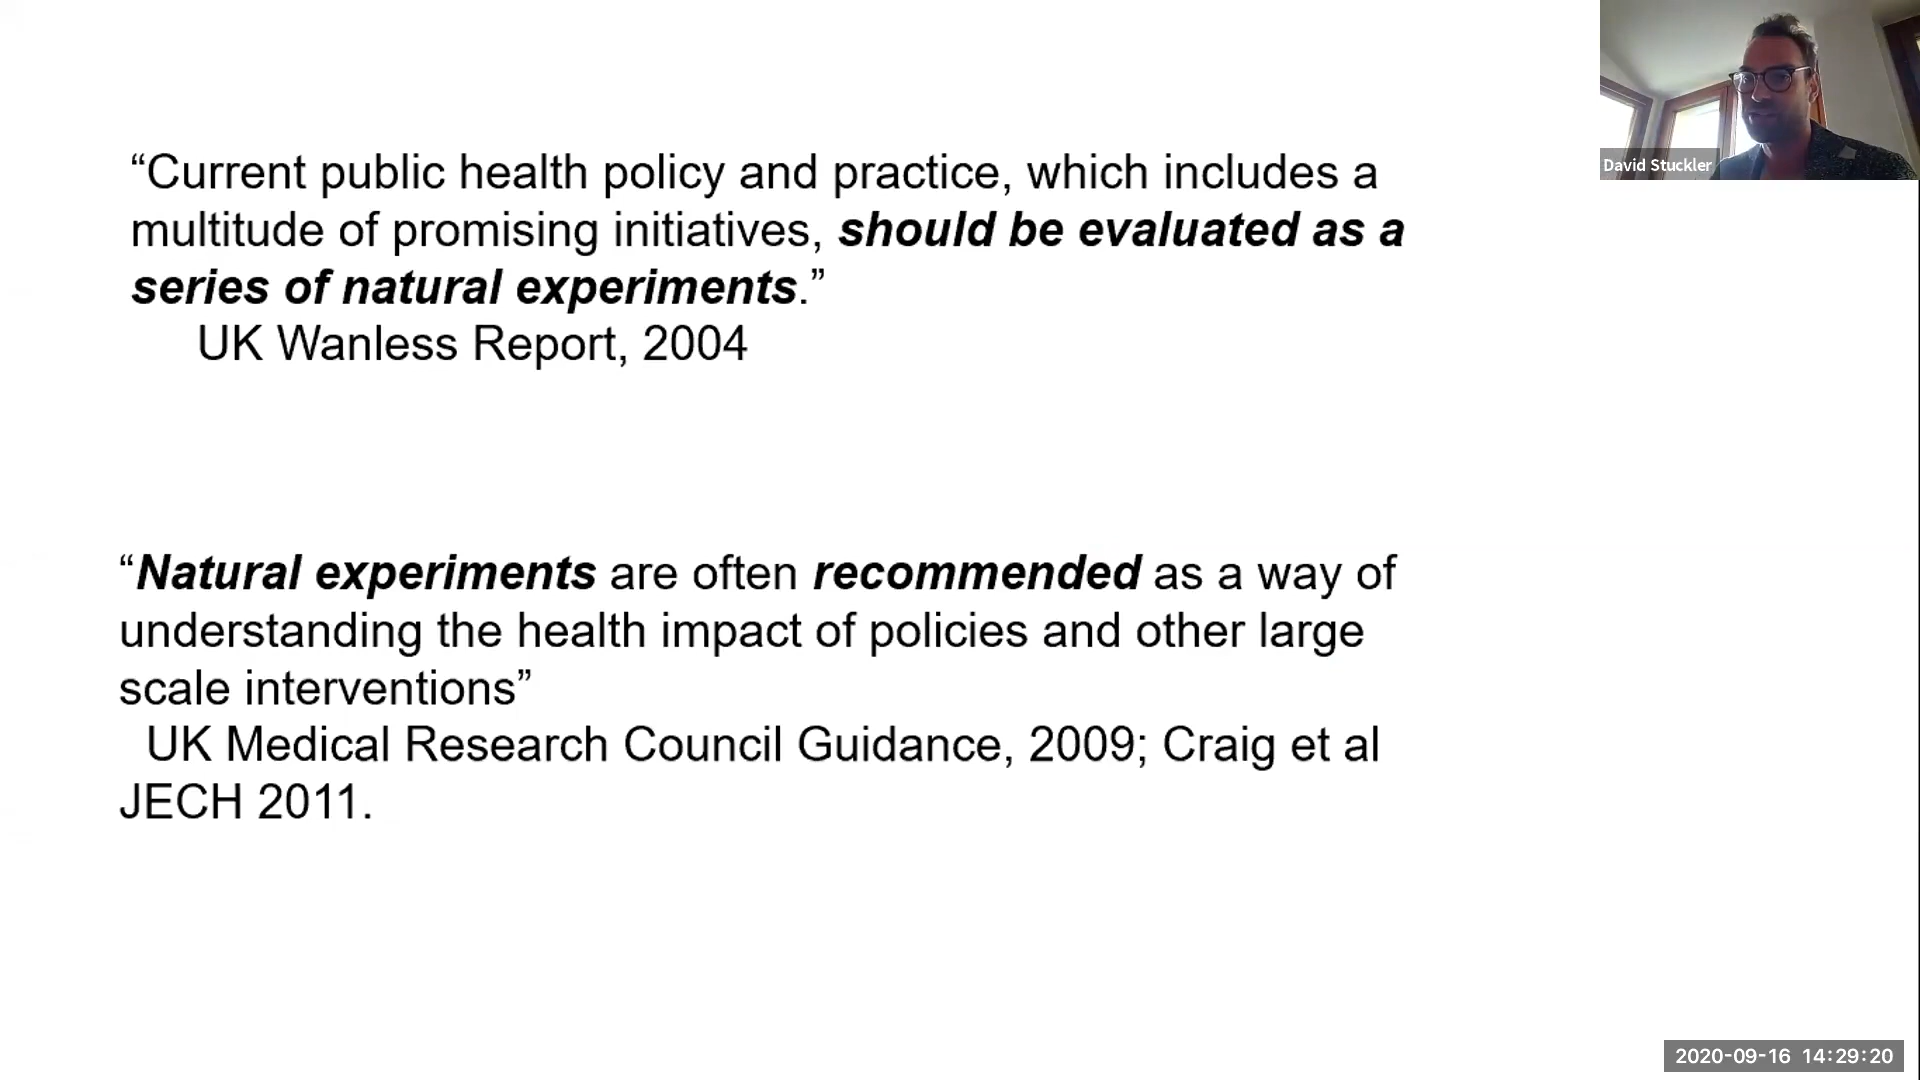 “Current public health policy and practice, which includes a
multitude of promising initiatives, should be evaluated as a
series of natural experiments.”
UK Wanless Report, 2004
“Natural experiments are often recommended as a way of
understanding the health impact of policies and other large
scale interventions”
UK Medical Research Council Guidance, 2009; Craig et al
JECH 2011.
David Stuckler
2020-09-16 14:29:20